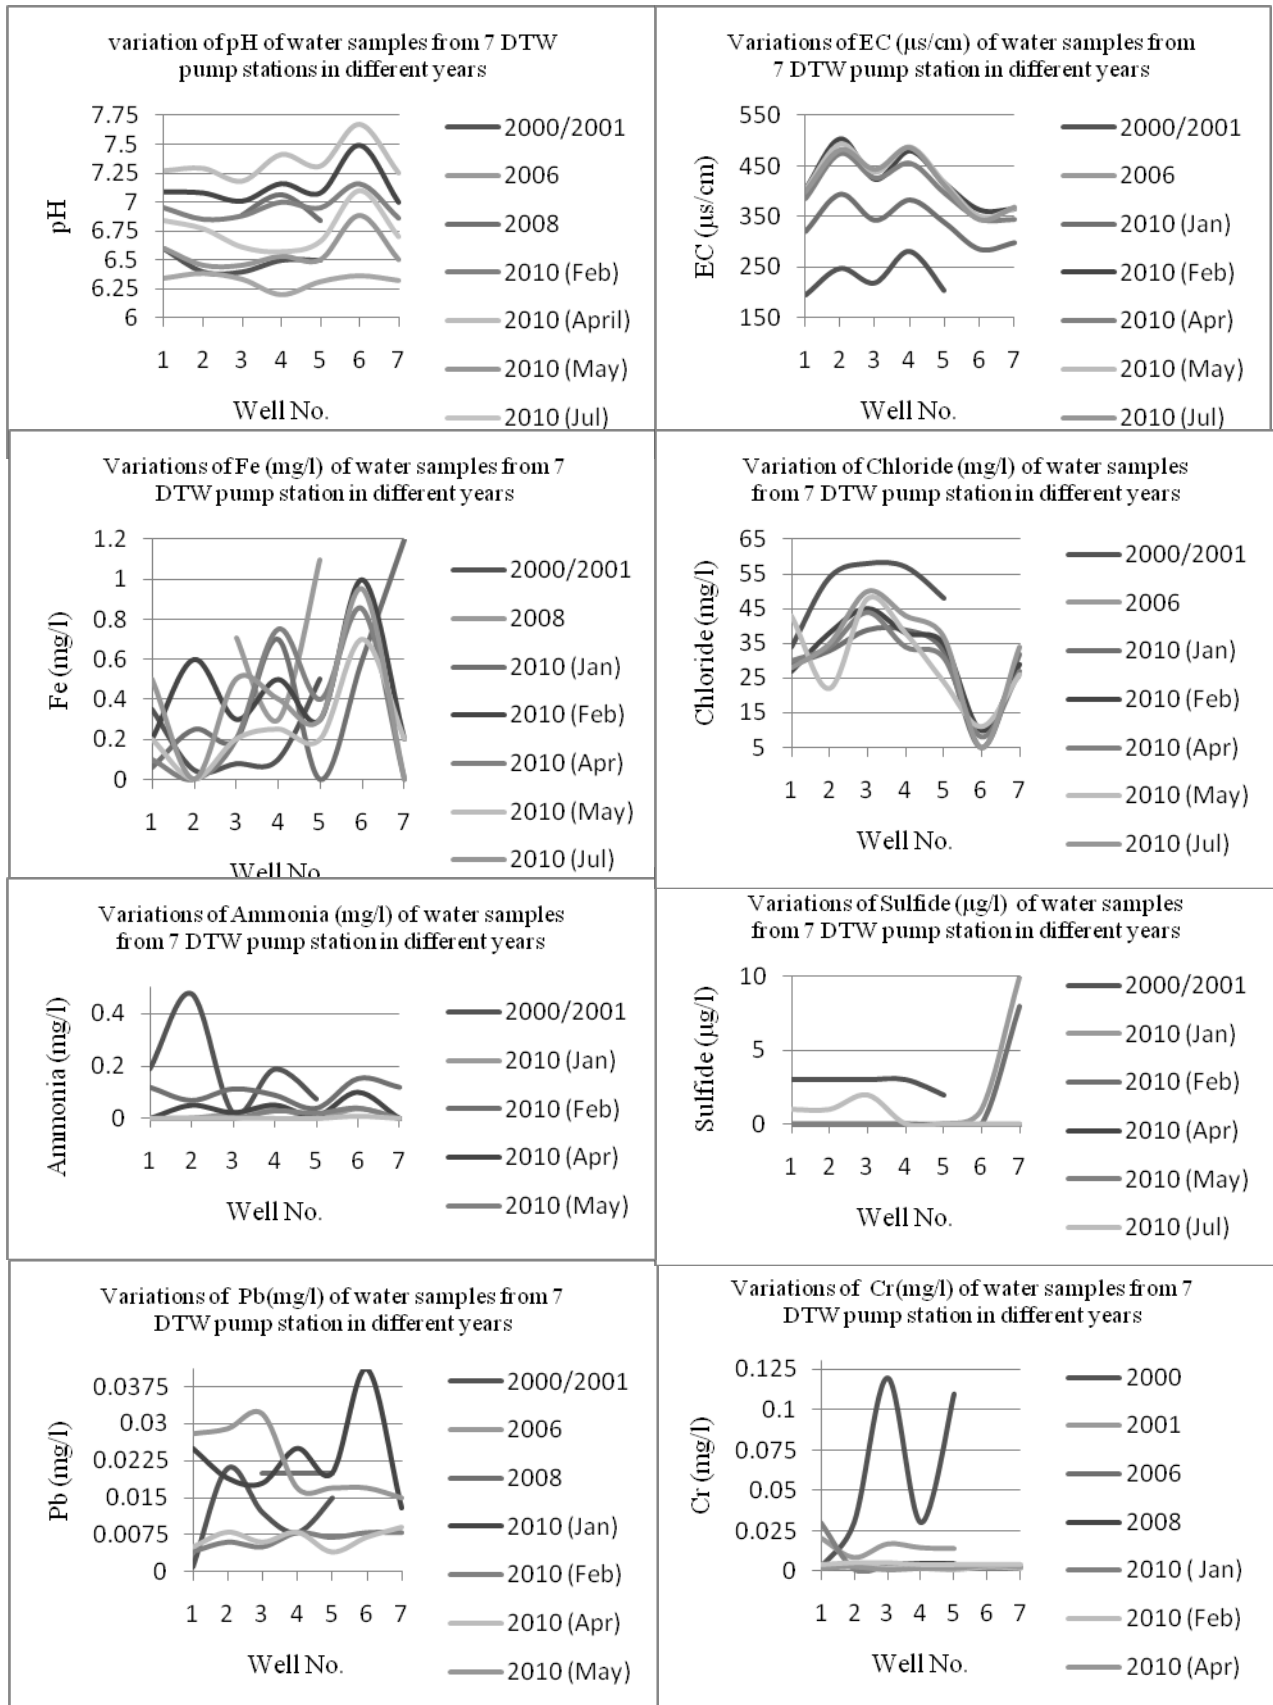 variation of pH of water samples from 7 DTW
pump stations in different years
7.75
7.5
7.25
7
6.75
6.5
6.25
6
pH
1 2 3 4 5 6 7
Well No.
2000/2001
2006
2008
2010 (Feb)
2010 (April)
2010 (May)
2010 (Jul)
Variations of EC (µs/cm) of water samples from
7 DTW pump station in different years
550
450
350
250
150
EC (µs/cm)
1 2 3 4 5 6 7
Well No.
2000/2001
2006
2010 (Jan)
2010 (Feb)
2010 (Apr)
2010 (May)
2010 (Jul)
Variations of Fe (mg/l) of water samples from 7
DTW pump station in different years
1.2
1
0.8
0.6
0.4
0.2
0
Fe (mg/l)
1 2 3 4 5 6 7
Well No
2000/2001
2008
2010 (Jan)
2010 (Feb)
2010 (Apr)
2010 (May)
2010 (Jul)
Variation of Chloride (mg/l) of water samples
from 7 DTW pump station in different years
65
55
45
35
25
15
5
Chloride (mg/l)
1 2 3 4 5 6 7
Well No.
2000/2001
2006
2010 (Jan)
2010 (Feb)
2010 (Apr)
2010 (May)
2010 (Jul)
Variations of Ammonia (mg/l) of water samples
from 7 DTW pump station in different years
0.4
0.2
0
Ammonia (mg/l)
1 2 3 4 5 6 7
Well No.
2000/2001
2010 (Jan)
2010 (Feb)
2010 (Apr)
2010 (May)
Variations of Sulfide (µg/l) of water samples
from 7 DTW pump station in different years
10
5
0
Sulfide (µg/l)
1 2 3 4 5 6 7
Well No.
2000/2001
2010 (Jan)
2010 (Feb)
2010 (Apr)
2010 (May)
2010 (Jul)
Variations of Pb(mg/l) of water samples from 7
DTW pump station in different years
0.0375
0.03
0.0225
0.015
0.0075
0
Pb (mg/l)
1 2 3 4 5 6 7
Well No.
2000/2001
2006
2008
2010 (Jan)
2010 (Feb)
2010 (Apr)
2010 (May)
Variations of Cr(mg/l) of water samples from 7
DTW pump station in different years
0.125
0.1
0.075
0.05
0.025
0
Cr (mg/l)
1 2 3 4 5 6 7
Well No.
2000
2001
2006
2008
2010 ( Jan)
2010 (Feb)
2010 (Apr)